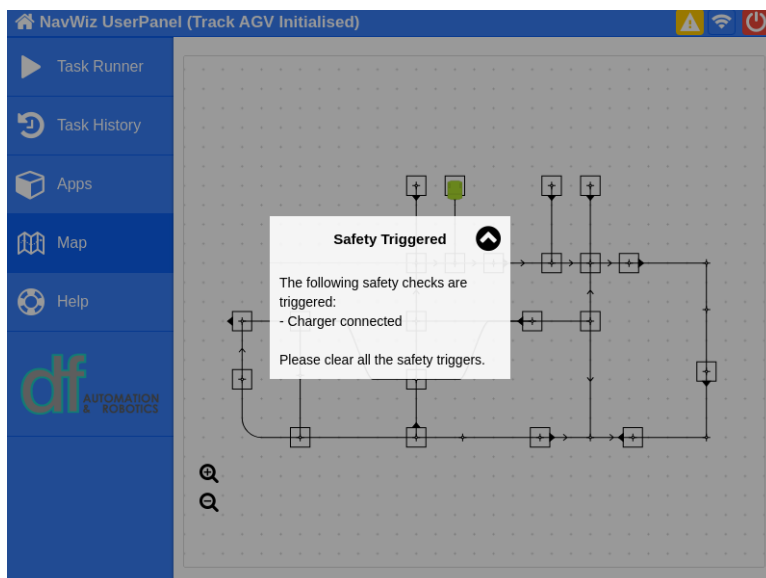 NavWiz UserPanel (Track AGV Initialised)
Task Runner
Task History
Apps
Map
Help
df AUTOMATION
& ROBOTICS
Safety Triggered
The following safety checks are
triggered:
- Charger connected
Please clear all the safety triggers.